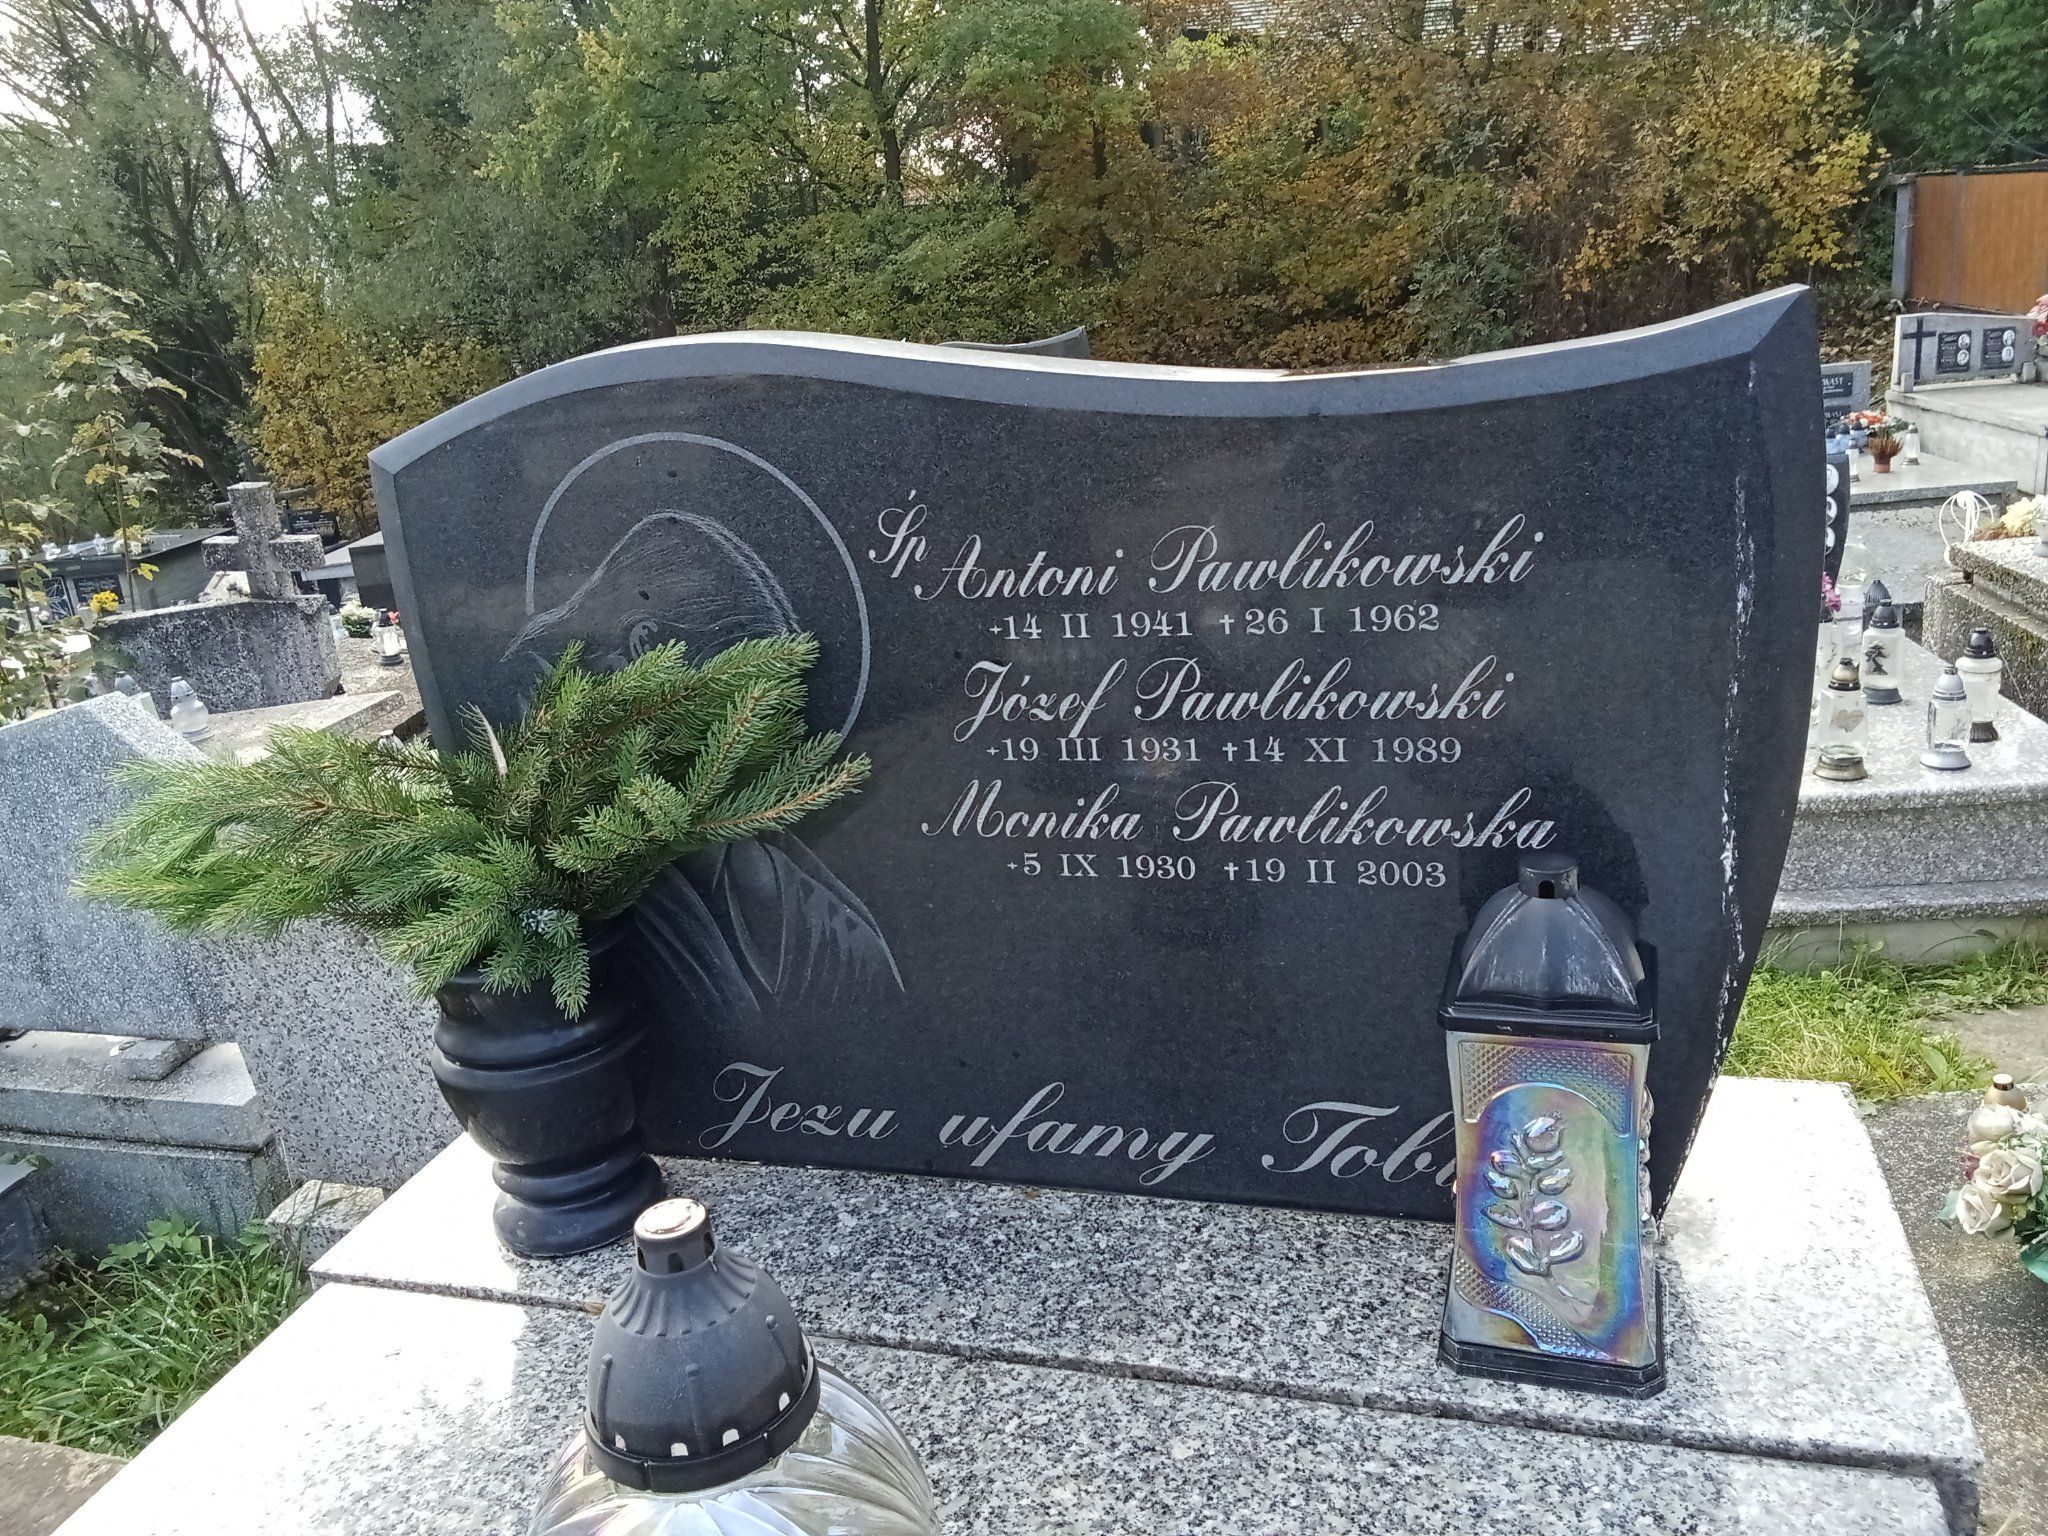 Śp Antoni Pawlikowski
*14 II 1941 †26 I 1962
Józef Pawlikowski
*19 III 1931 †14 XI 1989
Monika Pawlikowska
*5 IX 1930 †19 II 2003
Jezu ufamy